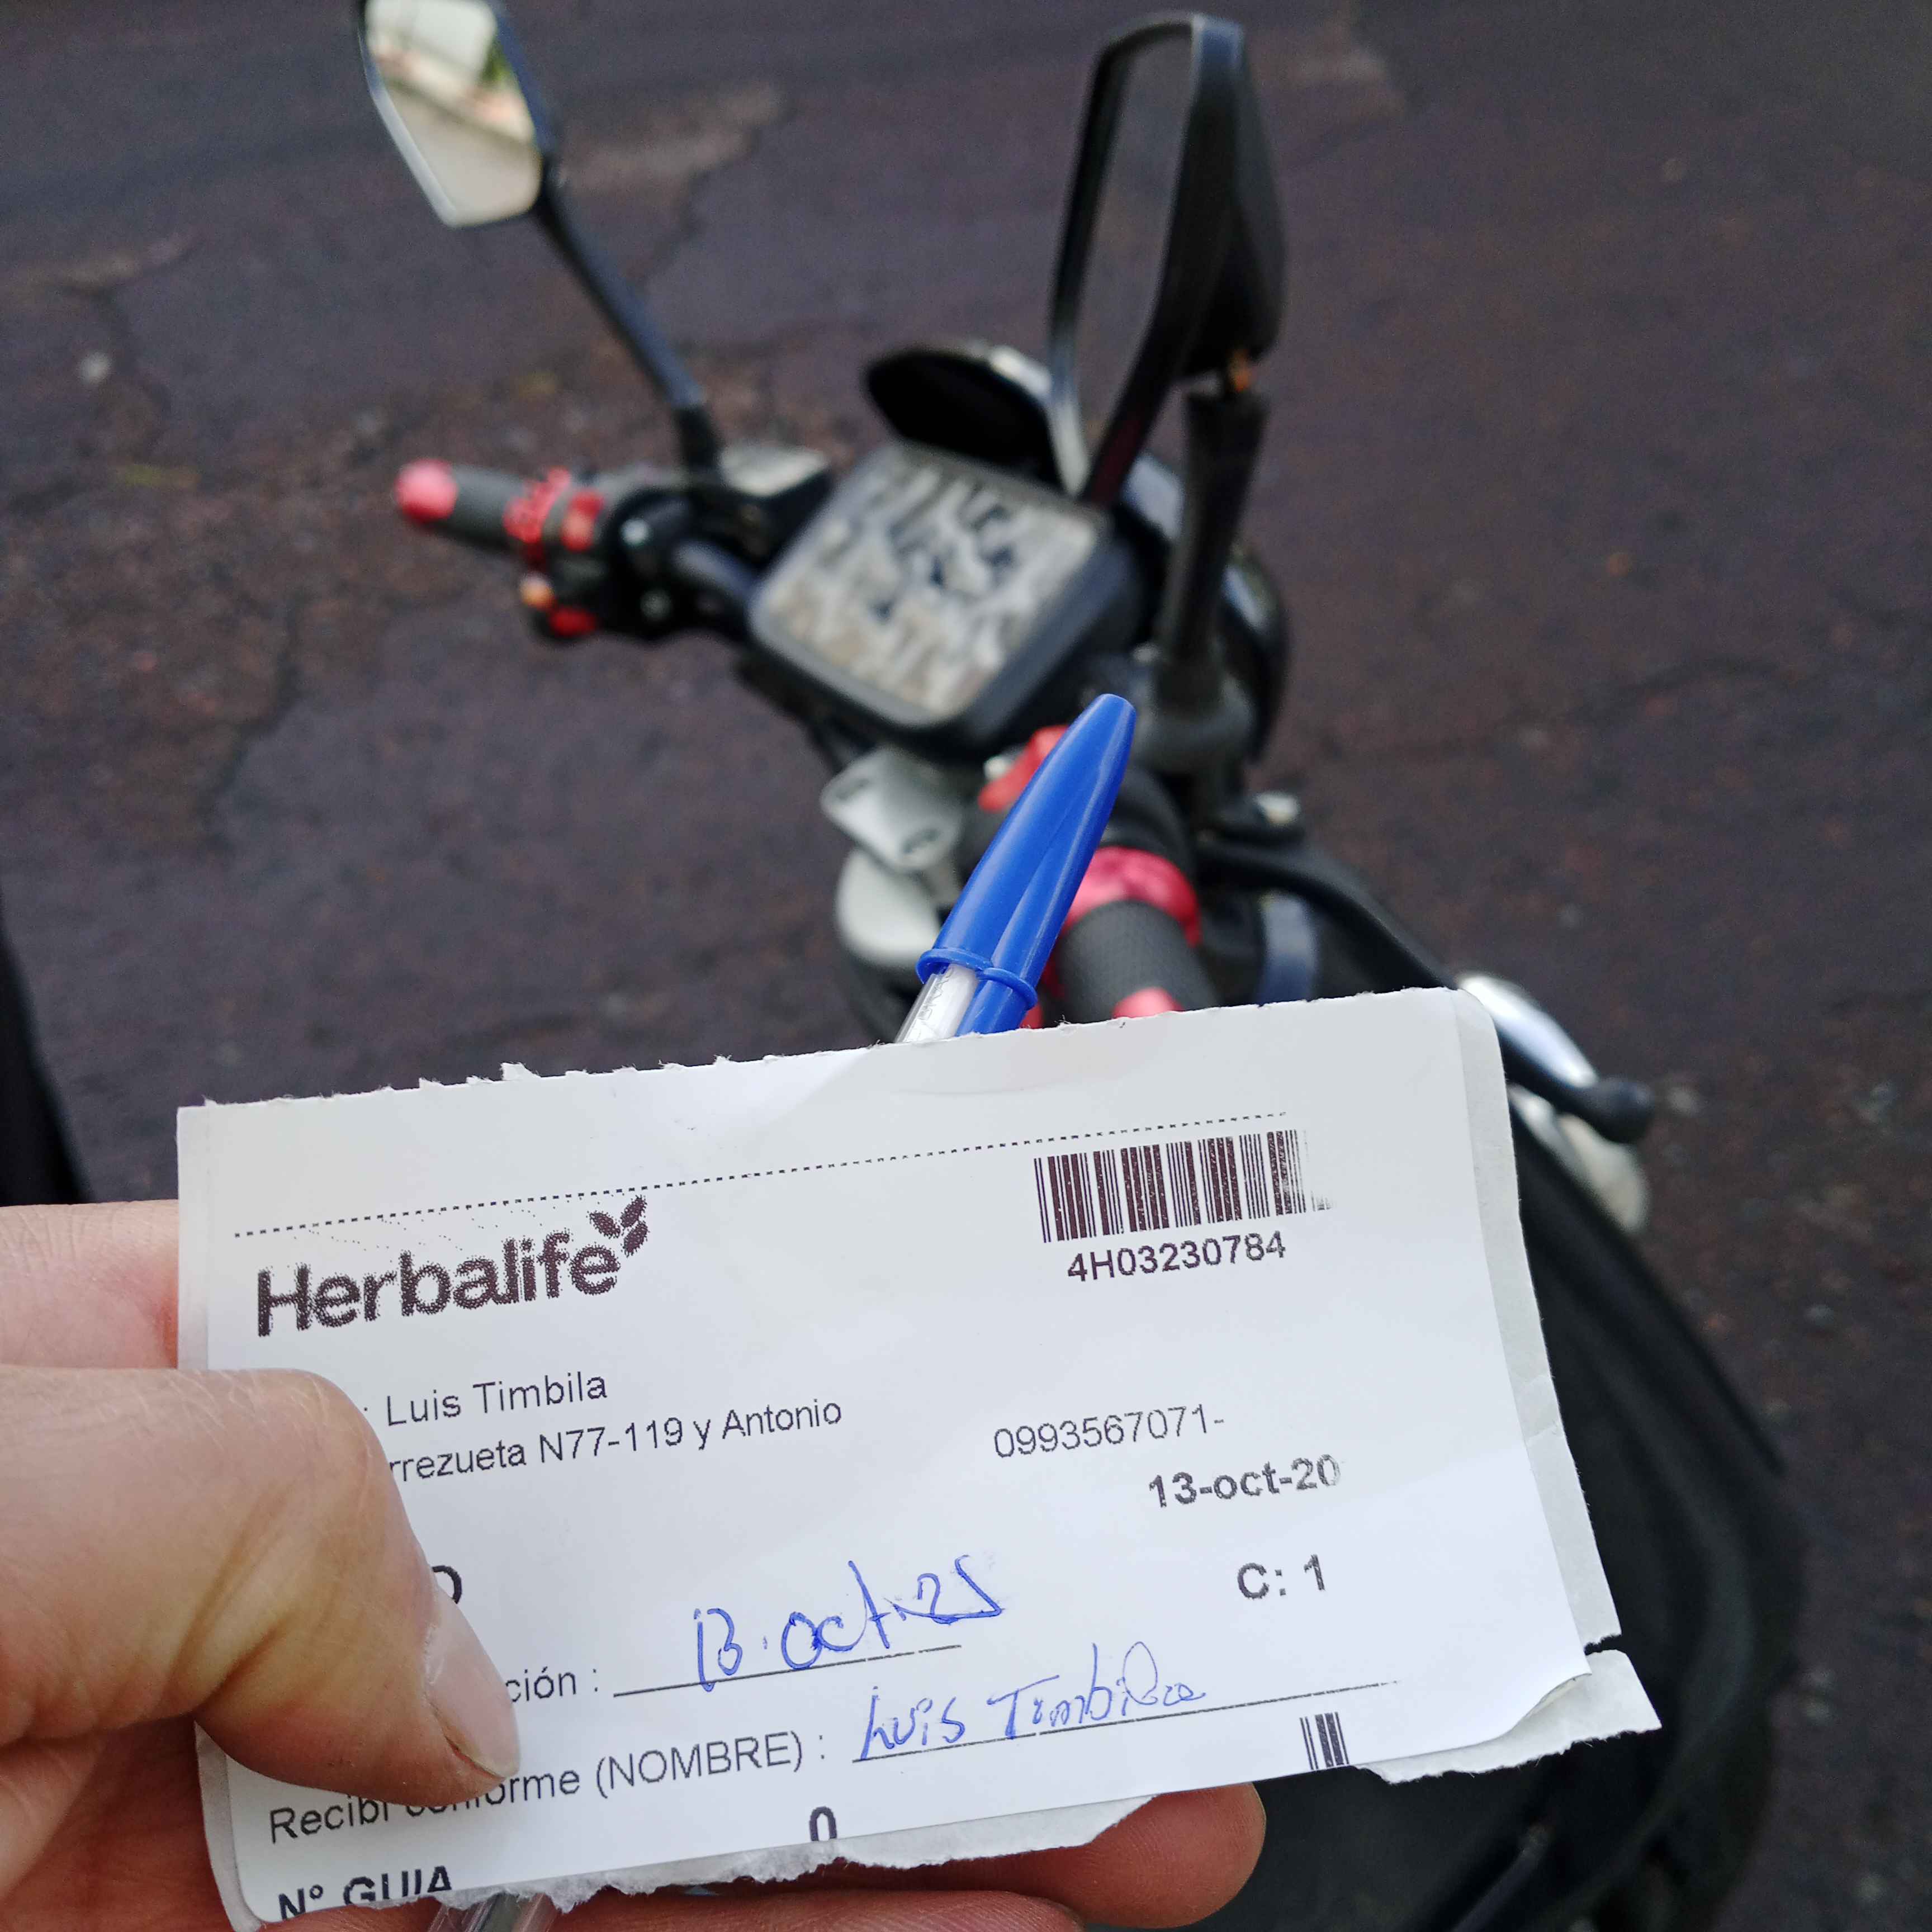 4H03230784
Herbalife
: Luis Timbila
rrezueta N77-119 y Antonio
0993567071-
13-oct-20
C: 1
13·oct·25
ción :
Recibi conforme (NOMBRE) : Luis Timbila
0
N° GUIA